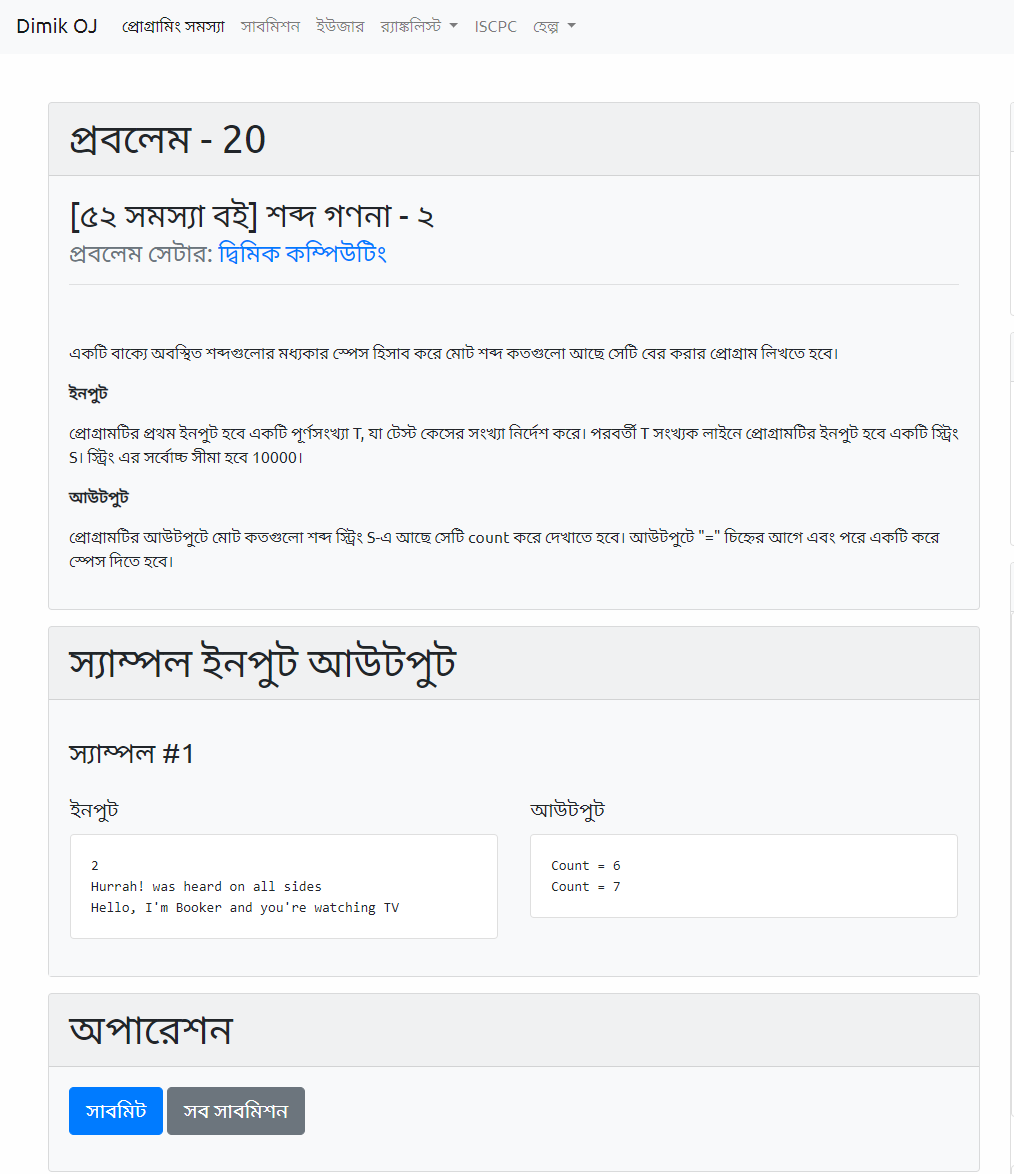 Dimik OJ প্রোগ্রামিং সমস্যা সাবমিশন ইউজার র‍্যাঙ্কলিস্ট ISCPC হেল্প
প্রবলেম - 20
[৫২ সমস্যা বই] শব্দ গণনা - ২
প্রবলেম সেটার: দ্বিমিক কম্পিউটিং
একটি বাক্যে অবস্থিত শব্দগুলোর মধ্যকার স্পেস হিসাব করে মোট শব্দ কতগুলো আছে সেটি বের করার প্রোগ্রাম লিখতে হবে।
ইনপুট
প্রোগ্রামটির প্রথম ইনপুট হবে একটি পূর্ণসংখ্যা T, যা টেস্ট কেসের সংখ্যা নির্দেশ করে। পরবর্তী T সংখ্যক লাইনে প্রোগ্রামটির ইনপুট হবে একটি স্ট্রিং
S। স্ট্রিং এর সর্বোচ্চ সীমা হবে 10000।
আউটপুট
প্রোগ্রামটির আউটপুটে মোট কতগুলো শব্দ স্ট্রিং S-এ আছে সেটি count করে দেখাতে হবে। আউটপুটে "=" চিহ্নের আগে এবং পরে একটি করে
স্পেস দিতে হবে।
স্যাম্পল ইনপুট আউটপুট
স্যাম্পল #1
ইনপুট
2
Hurrah! was heard on all sides
Hello, I'm Booker and you're watching TV
আউটপুট
Count = 6
Count = 7
অপারেশন
সাবমিট সব সাবমিশন